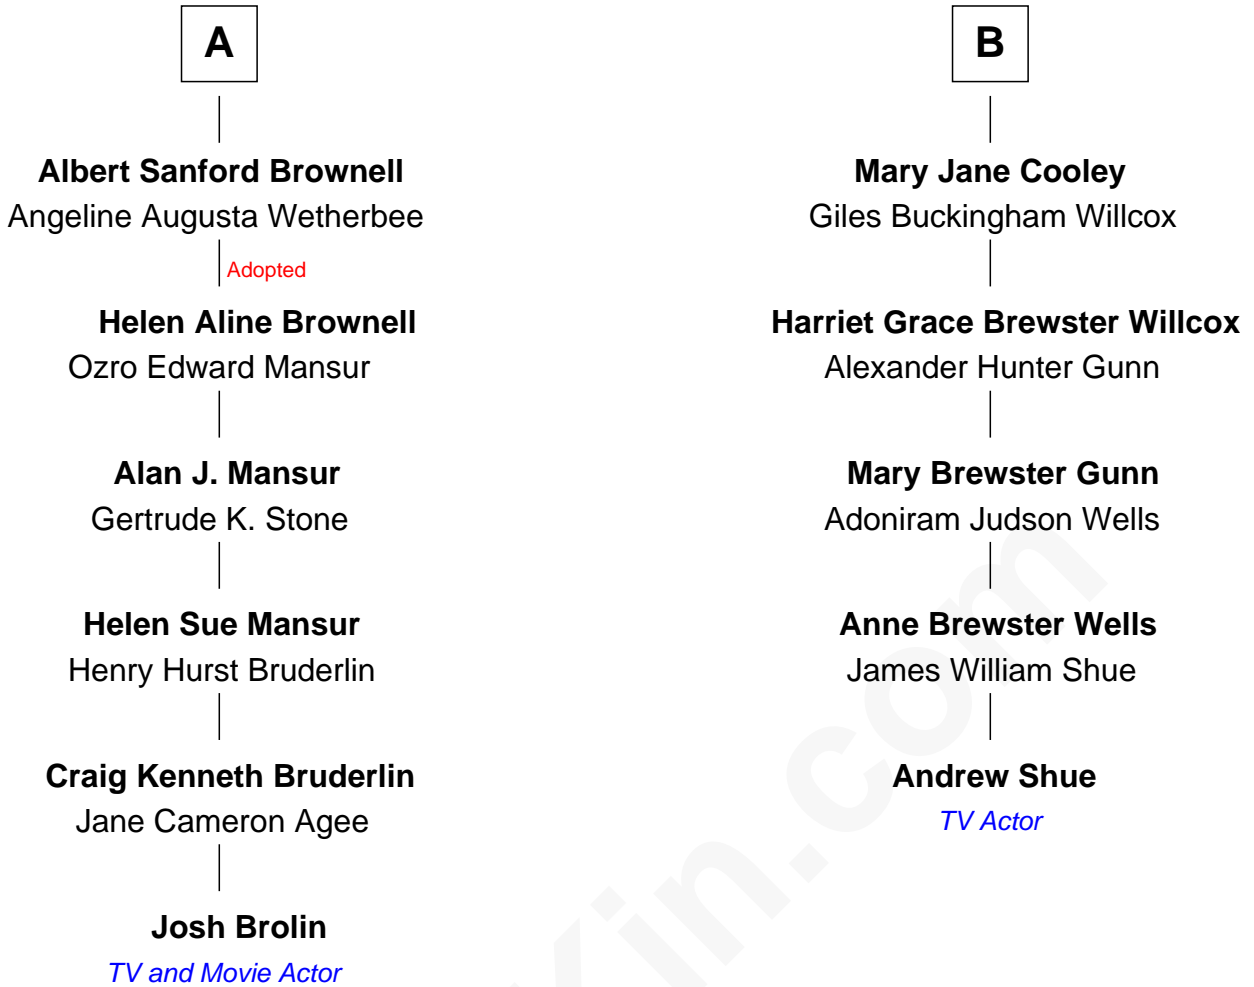 A
Albert Sanford Brownell
Angeline Augusta Wetherbee
Adopted
Helen Aline Brownell
Ozro Edward Mansur
Alan J. Mansur
Gertrude K. Stone
Helen Sue Mansur
Henry Hurst Bruderlin
Craig Kenneth Bruderlin
Jane Cameron Agee
Josh Brolin
TV and Movie Actor
B
Mary Jane Cooley
Giles Buckingham Willcox
Harriet Grace Brewster Willcox
Alexander Hunter Gunn
Mary Brewster Gunn
Adoniram Judson Wells
Anne Brewster Wells
James William Shue
Andrew Shue
TV Actor
Kin.com